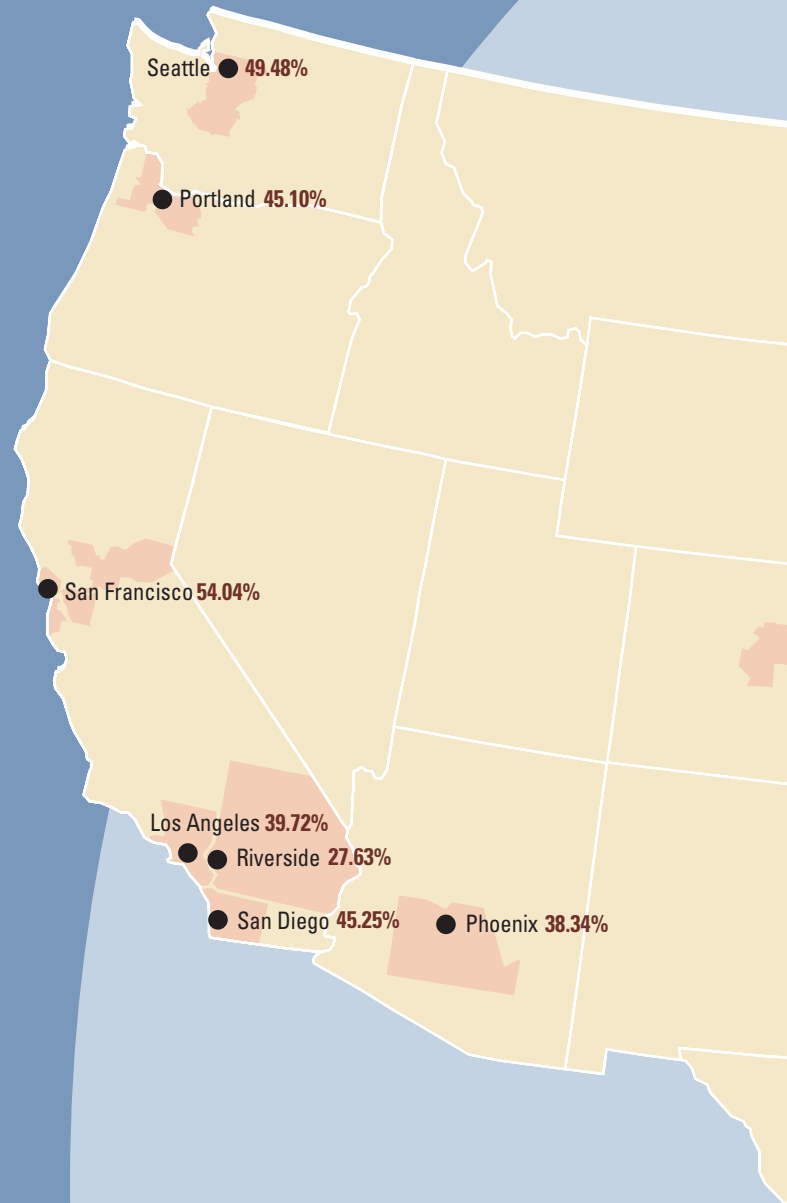 Seattle 49.48%
Portland 45.10%
San Francisco 54.04%
Los Angeles 39.72%
Riverside 27.63%
San Diego 45.25%
Phoenix 38.34%